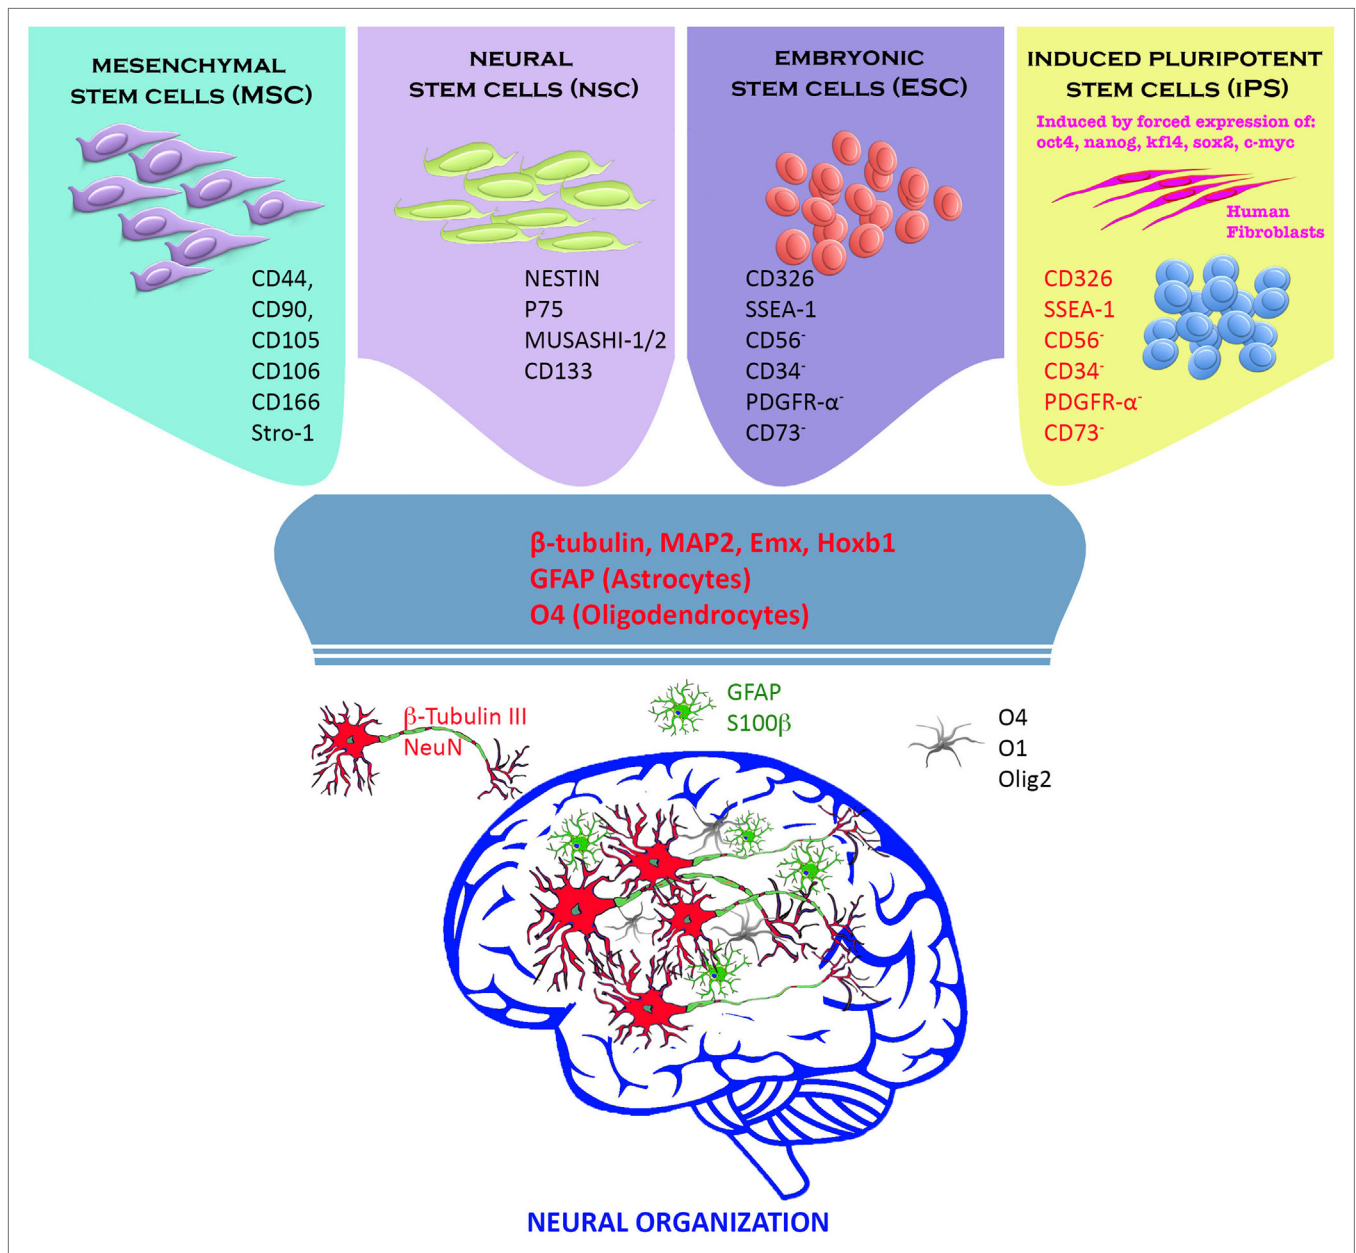 MESENCHYMAL
STEM CELLS (MSC)
CD44,
CD90,
CD105
CD106
CD166
Stro-1
NEURAL
STEM CELLS (NSC)
NESTIN
P75
MUSASHI-1/2
CD133
EMBRYONIC
STEM CELLS (ESC)
CD326
SSEA-1
CD56⁻
CD34⁻
PDGFR-α⁻
CD73⁻
INDUCED PLURIPOTENT
STEM CELLS (iPS)
Induced by forced expression of:
oct4, nanog, kfl4, sox2, c-myc
Human
Fibroblasts
CD326
SSEA-1
CD56⁻
CD34⁻
PDGFR-α⁻
CD73⁻
β-tubulin, MAP2, Emx, Hoxb1
GFAP (Astrocytes)
O4 (Oligodendrocytes)
β-Tubulin III
NeuN
GFAP
S100β
O4
O1
Olig2
NEURAL ORGANIZATION